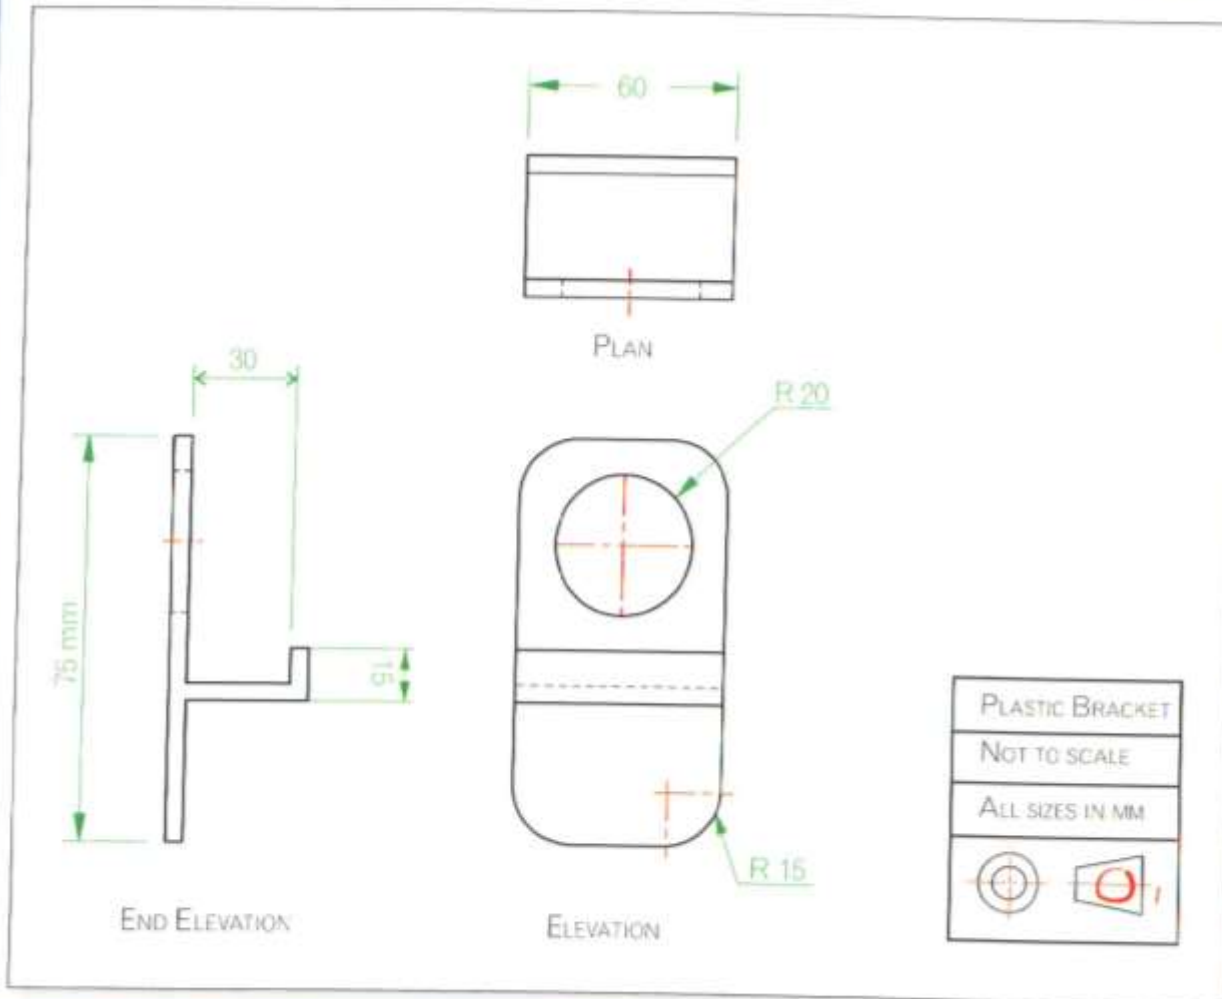 60
PLAN
30
R 20
75 mm
15
R 15
END ELEVATION
ELEVATION
PLASTIC BRACKET
NOT TO SCALE
ALL SIZES IN MM